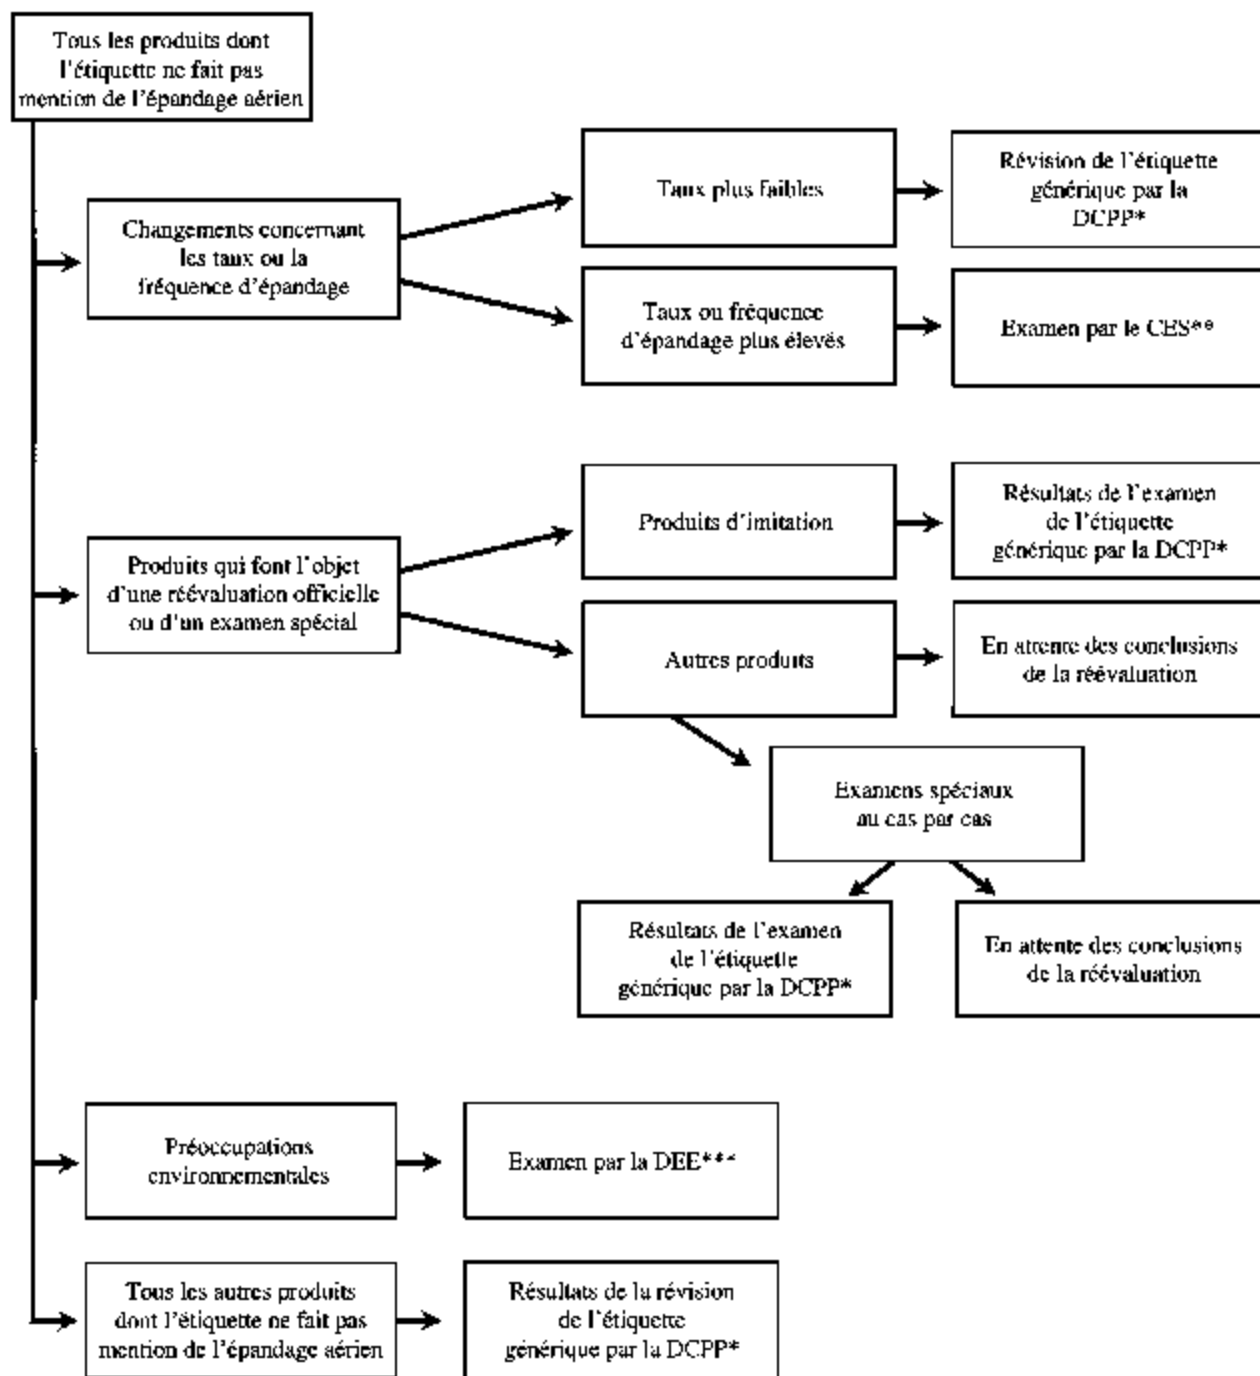 Tous les produits dont
l'étiquette ne fait pas
mention de l'épandage aérien
Changements concernant
les taux ou la
fréquence d'épandage
Taux plus faibles
Révision de l'étiquette
générique par la
DCPP*
Taux ou fréquence
d'épandage plus élevés
Examen par le CES**
Produits qui font l'objet
d'une réévaluation officielle
ou d'un examen spécial
Produits d'imitation
Résultats de l'examen
de l'étiquette
générique par la DCPP*
Autres produits
En attente des conclusions
de la réévaluation
Examens spéciaux
au cas par cas
Résultats de l'examen
de l'étiquette
générique par la DCPP*
En attente des conclusions
de la réévaluation
Préoccupations
environnementales
Examen par la DEE***
Tous les autres produits
dont l'étiquette ne fait pas
mention de l'épandage aérien
Résultats de la révision
de l'étiquette
générique par la DCPP*